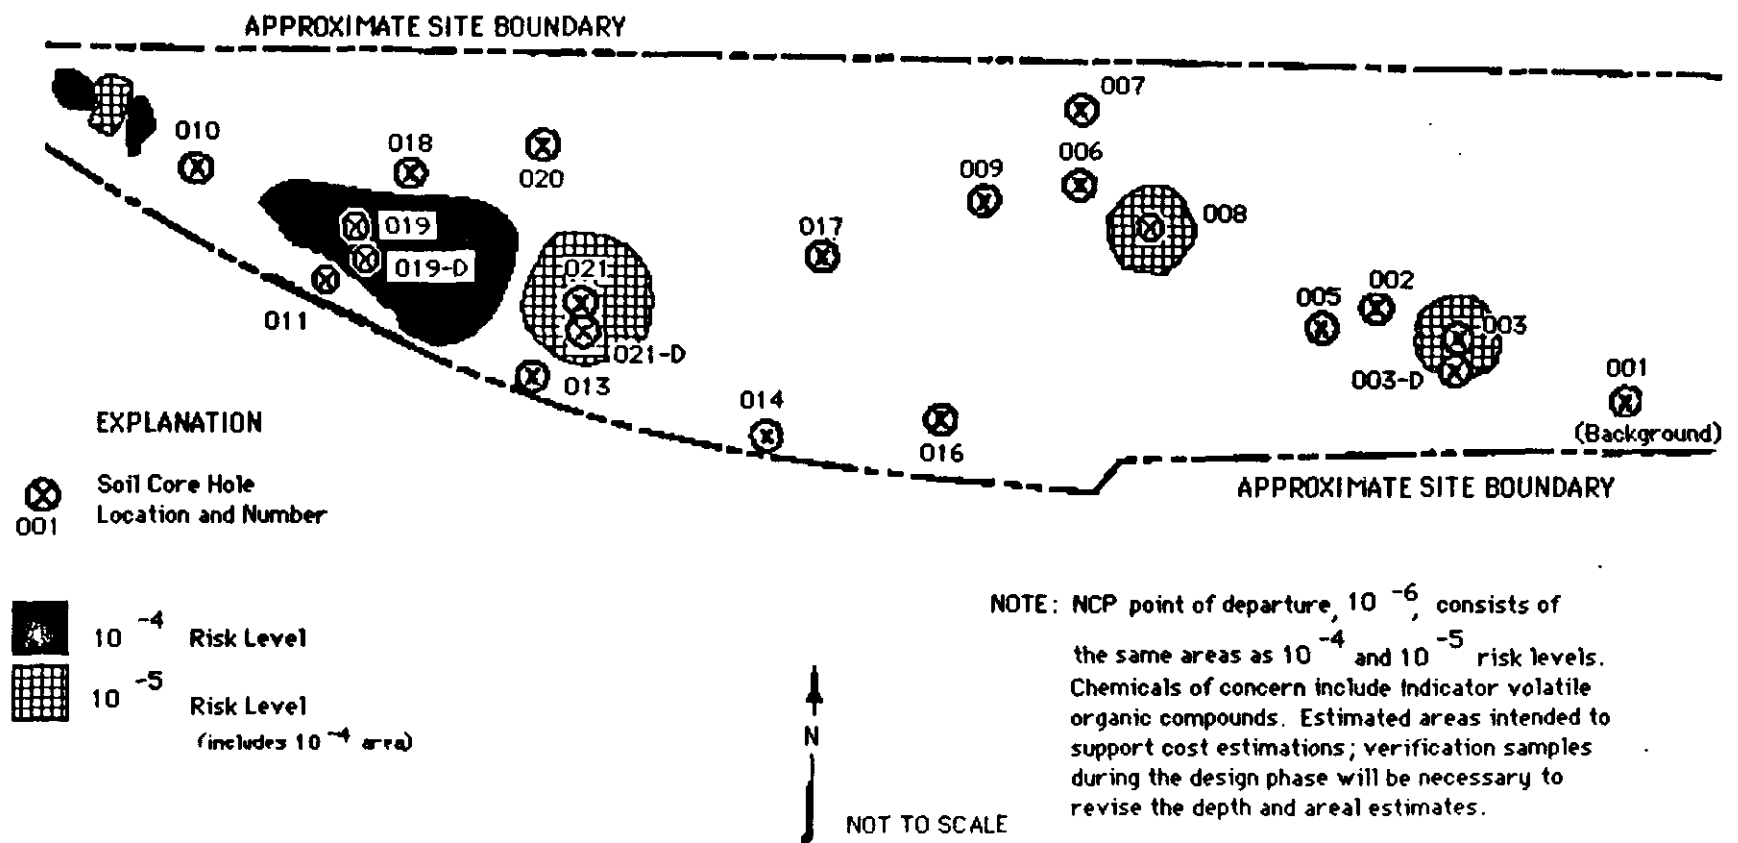 APPROXIMATE SITE BOUNDARY
007
010
018
020
006
009
008
019
017
019-D
021
002
005
003
011
021-D
003-D
001
013
014
(Background)
016
EXPLANATION
APPROXIMATE SITE BOUNDARY
Soil Core Hole
Location and Number
001
10 -4 Risk Level
10 -5 Risk Level
(includes 10 -4 area)
N
NOT TO SCALE
NOTE: NCP point of departure, 10 -6, consists of
the same areas as 10 -4 and 10 -5 risk levels.
Chemicals of concern include Indicator volatile
organic compounds. Estimated areas intended to
support cost estimations; verification samples
during the design phase will be necessary to
revise the depth and areal estimates.